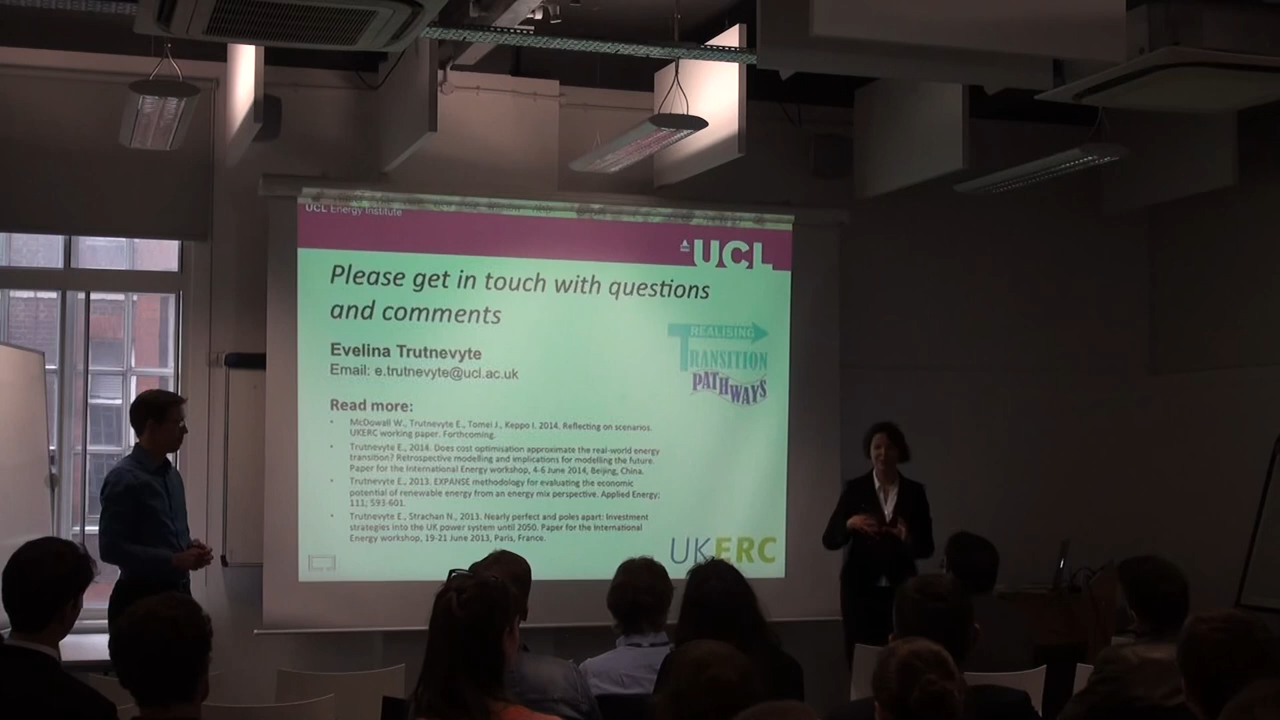 UCL Energy Institute
UCL
Please get in touch with questions
and comments
REALISING
TRANSITION
PATHWAYS
Evelina Trutnevyte
Email: e.trutnevyte@ucl.ac.uk
Read more:
• McDowall W., Trutnevyte E., Tomei J., Keppo I. 2014. Reflecting on scenarios.
UKERC working paper. Forthcoming.
• Trutnevyte E., 2014. Does cost optimisation approximate the real-world energy
transition? Retrospective modelling and implications for modelling the future.
Paper for the International Energy workshop, 4-6 June 2014, Beijing, China.
• Trutnevyte E., 2013. EXPANSE methodology for evaluating the economic
potential of renewable energy from an energy mix perspective. Applied Energy;
111; 593-601.
• Trutnevyte E., Strachan N., 2013. Nearly perfect and poles apart: Investment
strategies into the UK power system until 2050. Paper for the International
Energy workshop, 19-21 June 2013, Paris, France.
UKERC